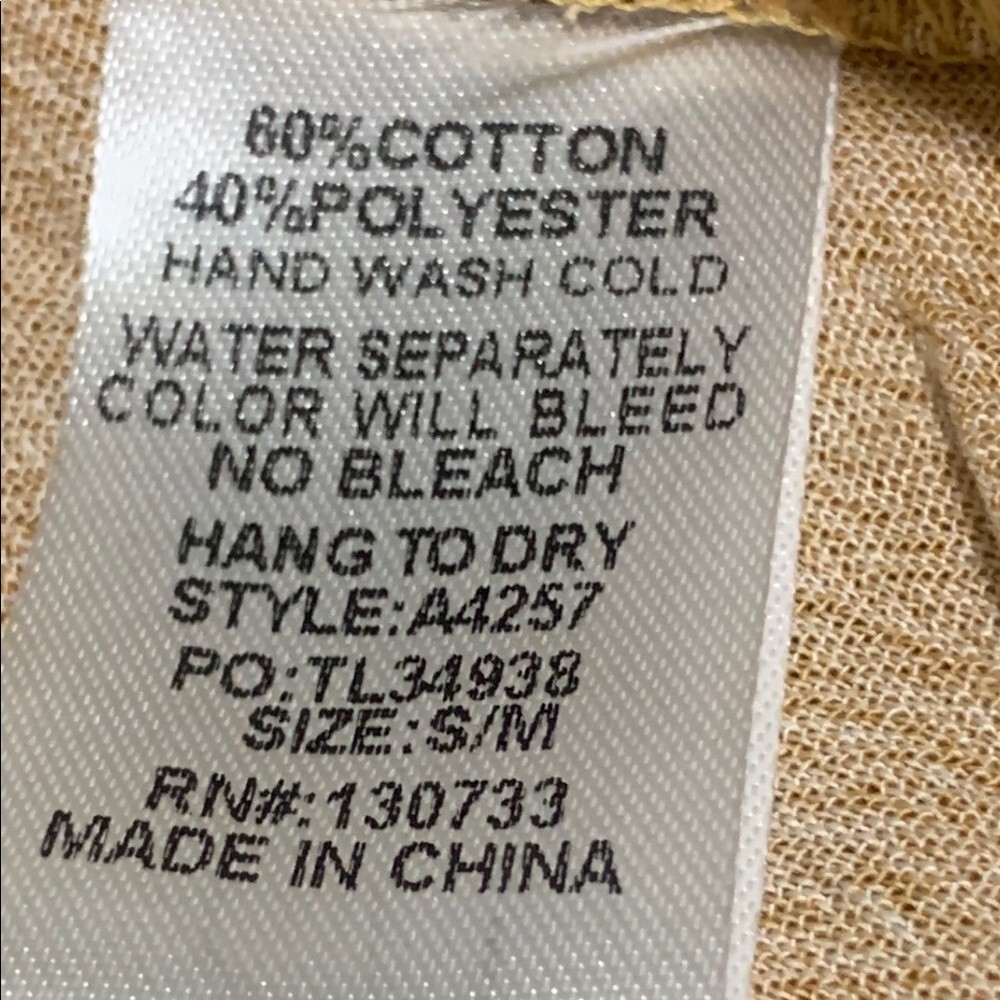 60%COTTON
40%POLYESTER
HAND WASH COLD
WATER SEPARATELY
COLOR WILL BLEED
NO BLEACH
HANG TO DRY
STYLE:A4257
PO:TL34938
SIZE:S/M
RN#:130733
MADE IN CHINA